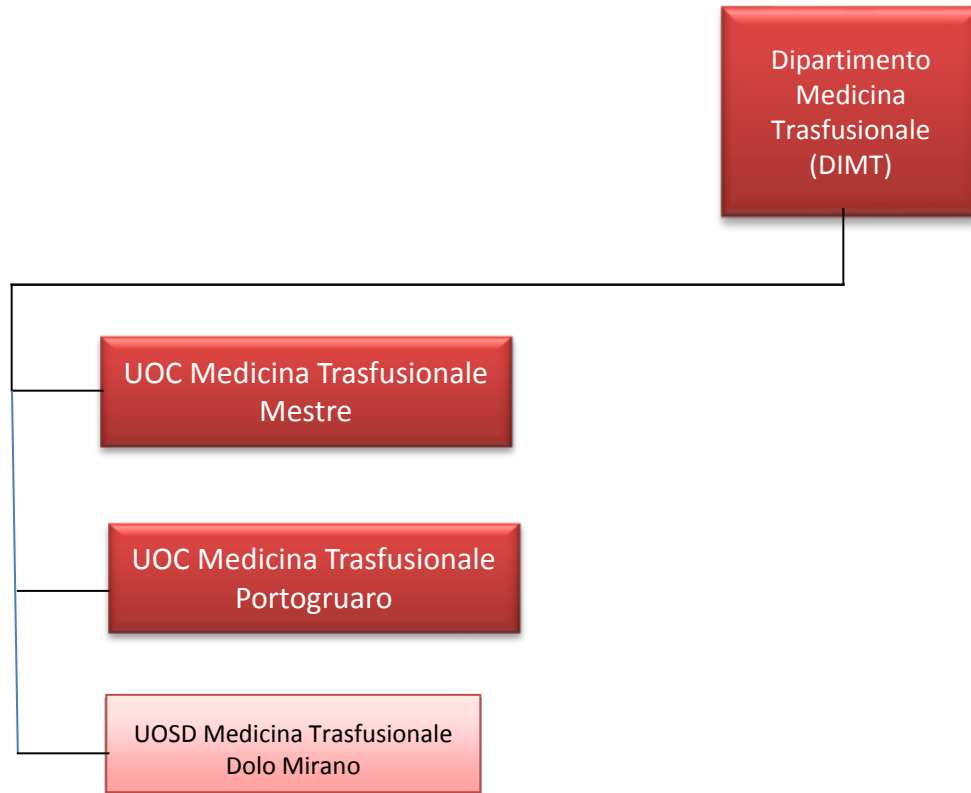 Dipartimento
Medicina
Trasfusionale
(DIMT)
UOC Medicina Trasfusionale
Mestre
UOC Medicina Trasfusionale
Portogruaro
UOSD Medicina Trasfusionale
Dolo Mirano